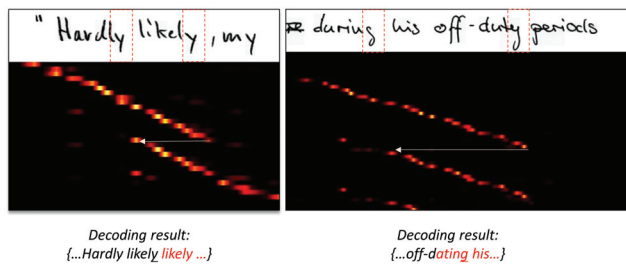 " Hardly likely , my
during his off-duty periods
Decoding result:
{...Hardly likely likely ...}
Decoding result:
{...off-dating his...}